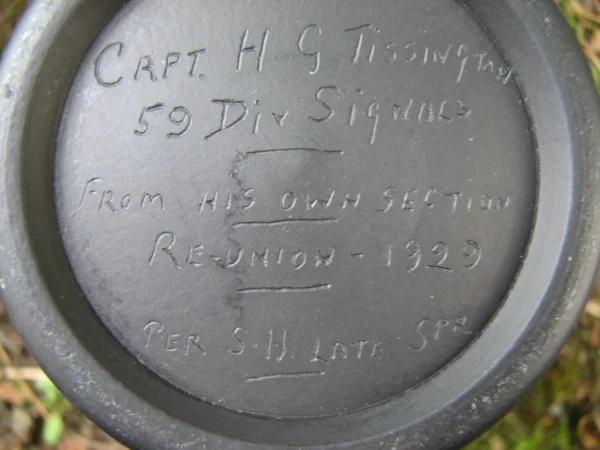 CAPT. H G TISSINGTON
59 DIV SIGNALS
FROM HIS OWN SECTION
RE-UNION - 1929
PER S.H. LATE SPR